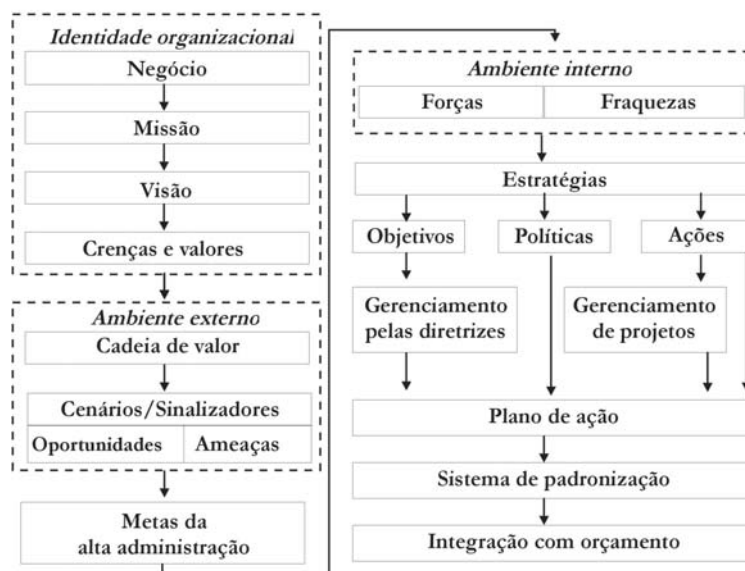 Identidade organizacional
Negócio
Missão
Visão
Crenças e valores
Ambiente externo
Cadeia de valor
Cenários/Sinalizadores
Oportunidades
Ameaças
Metas da
alta administração
Ambiente interno
Forças
Fraquezas
Estratégias
Objetivos
Políticas
Ações
Gerenciamento
pelas diretrizes
Gerenciamento
de projetos
Plano de ação
Sistema de padronização
Integração com orçamento